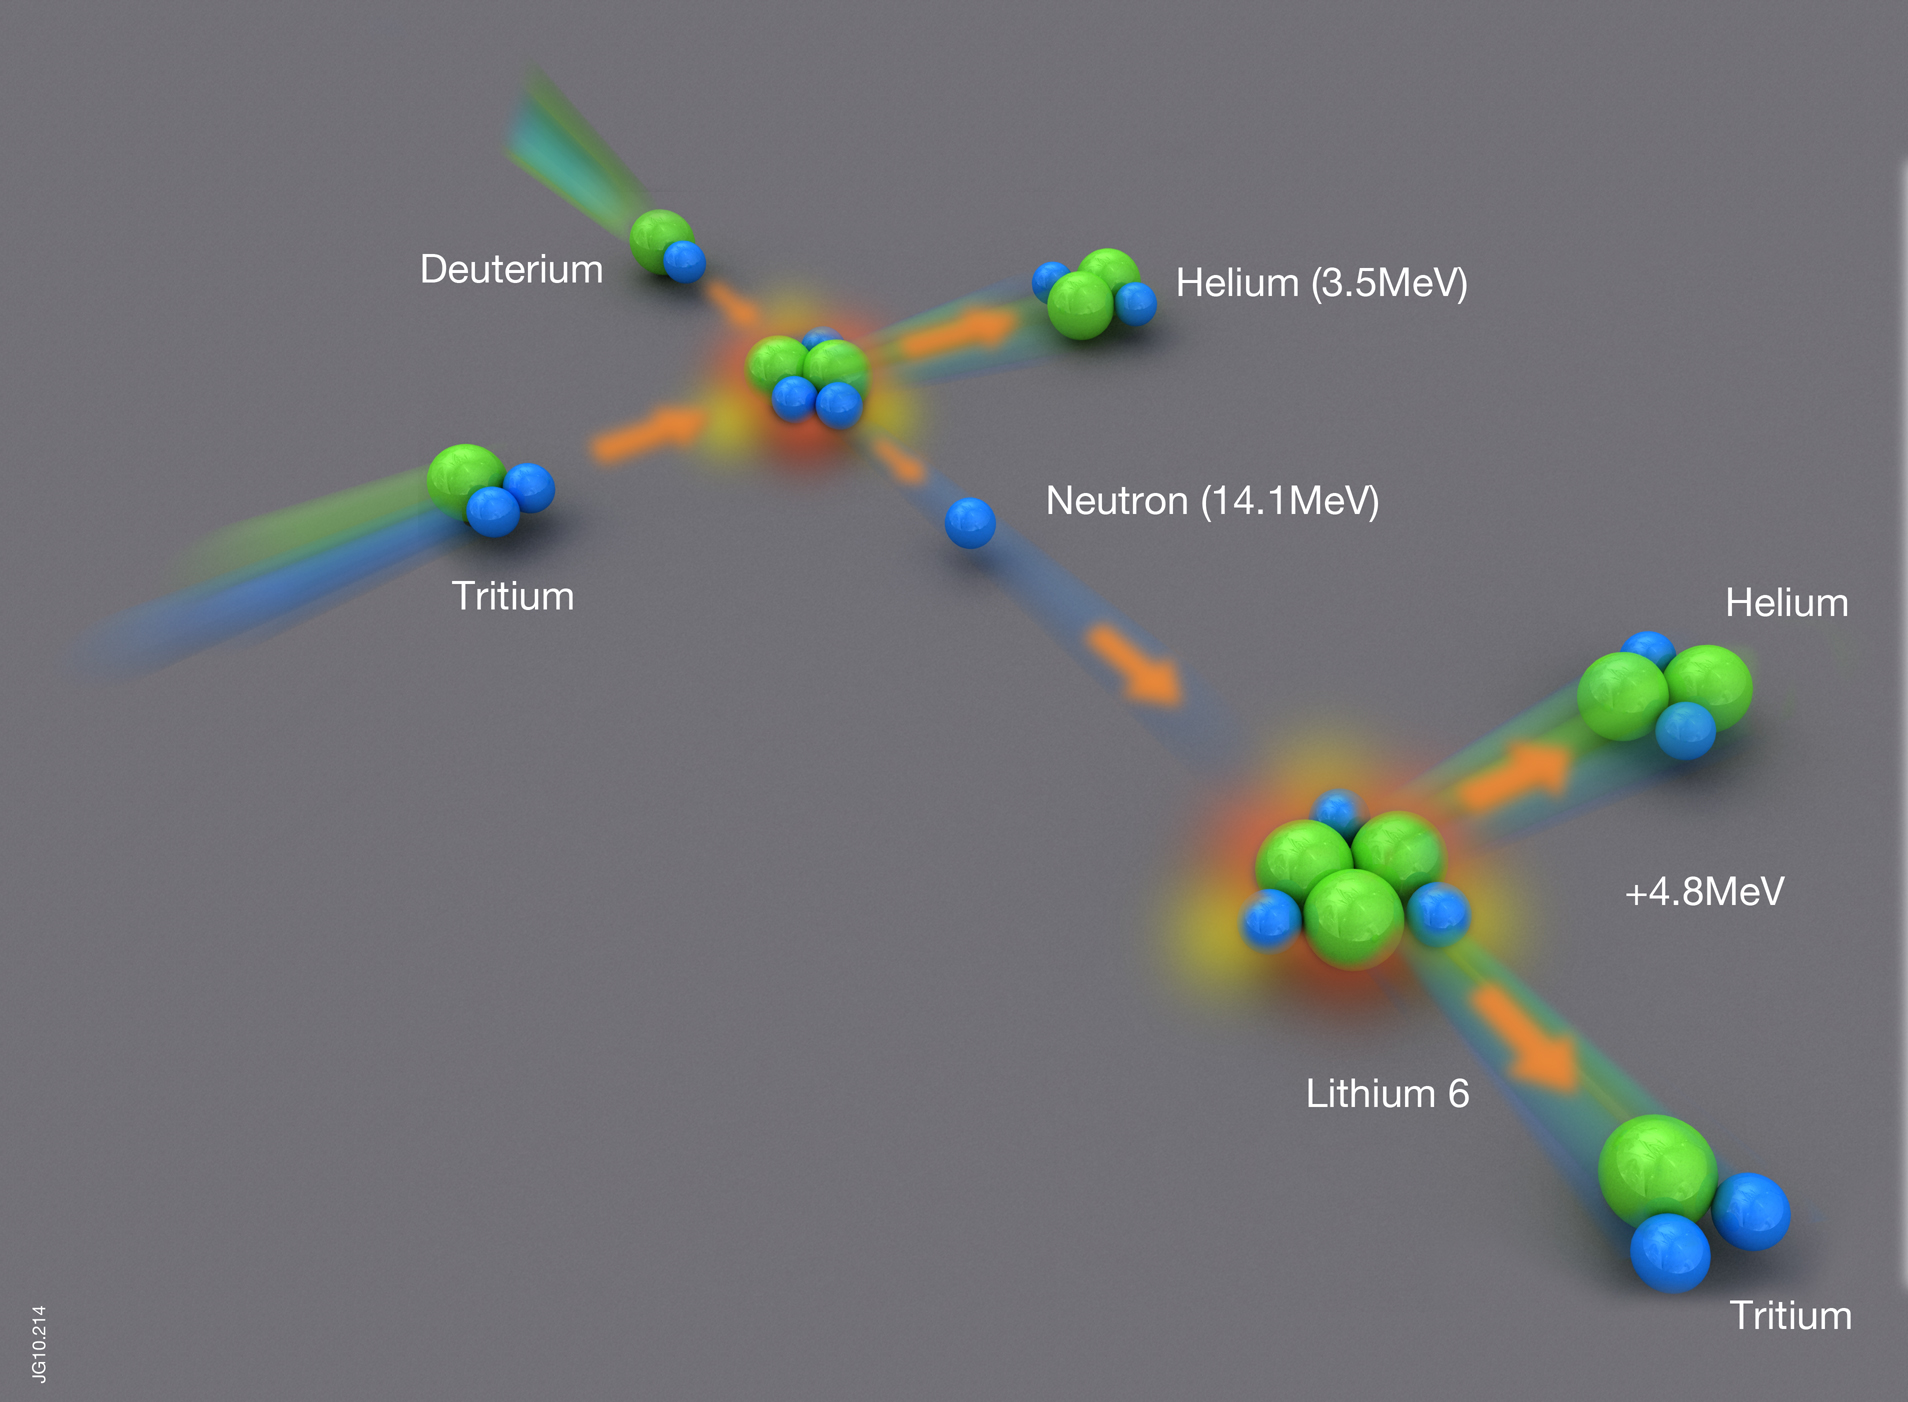 Deuterium
Helium (3.5MeV)
Neutron (14.1MeV)
Tritium
Helium
+4.8MeV
Lithium 6
Tritium
JG10.214